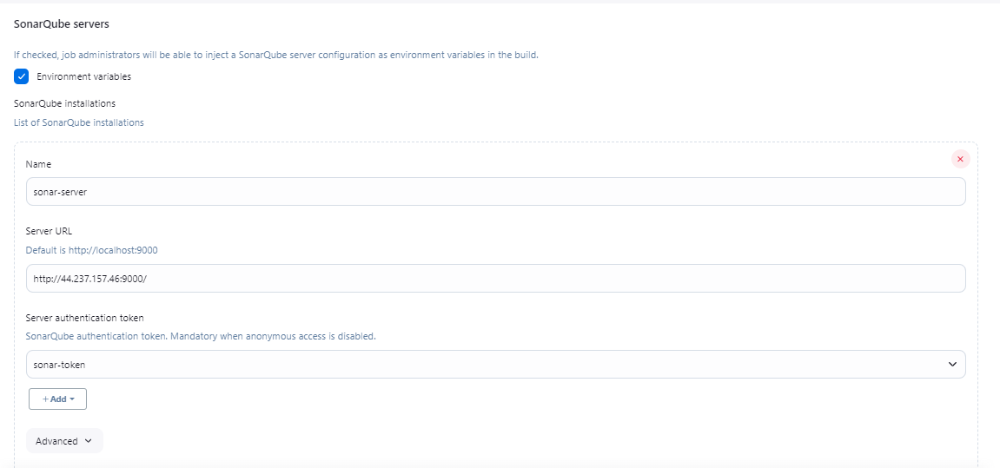 SonarQube servers
If checked, job administrators will be able to inject a SonarQube server configuration as environment variables in the build.
Environment variables
SonarQube installations
List of SonarQube installations
Name
sonar-server
Server URL
Default is http://localhost:9000
http://44.237.157.46:9000/
Server authentication token
SonarQube authentication token. Mandatory when anonymous access is disabled.
sonar-token
+ Add
Advanced